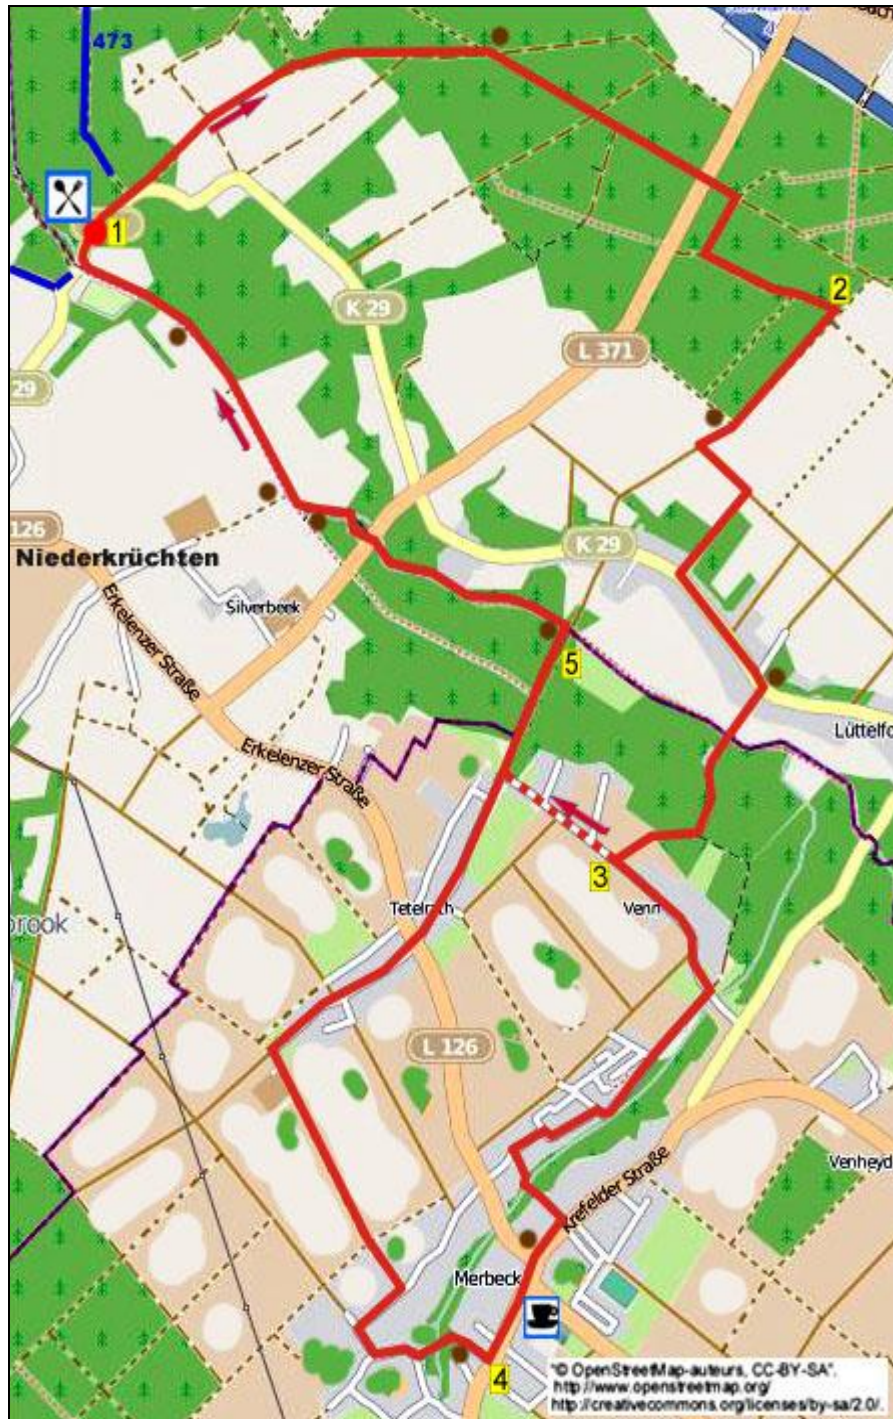 473
1
2
K 29
L 371
29
126
Niederkrüchten
K 29
Silverbeek
Erkelenzer Straße
5
Lüttelfo
Erkelenzer Straße
3
Tetelrath
Venn
brook
L 126
Krefelder Straße
Venheyd
Merbeck
4
"© OpenStreetMap-auteurs, CC-BY-SA".
http://www.openstreetmap.org/
http://creativecommons.org/licenses/by-sa/2.0/.